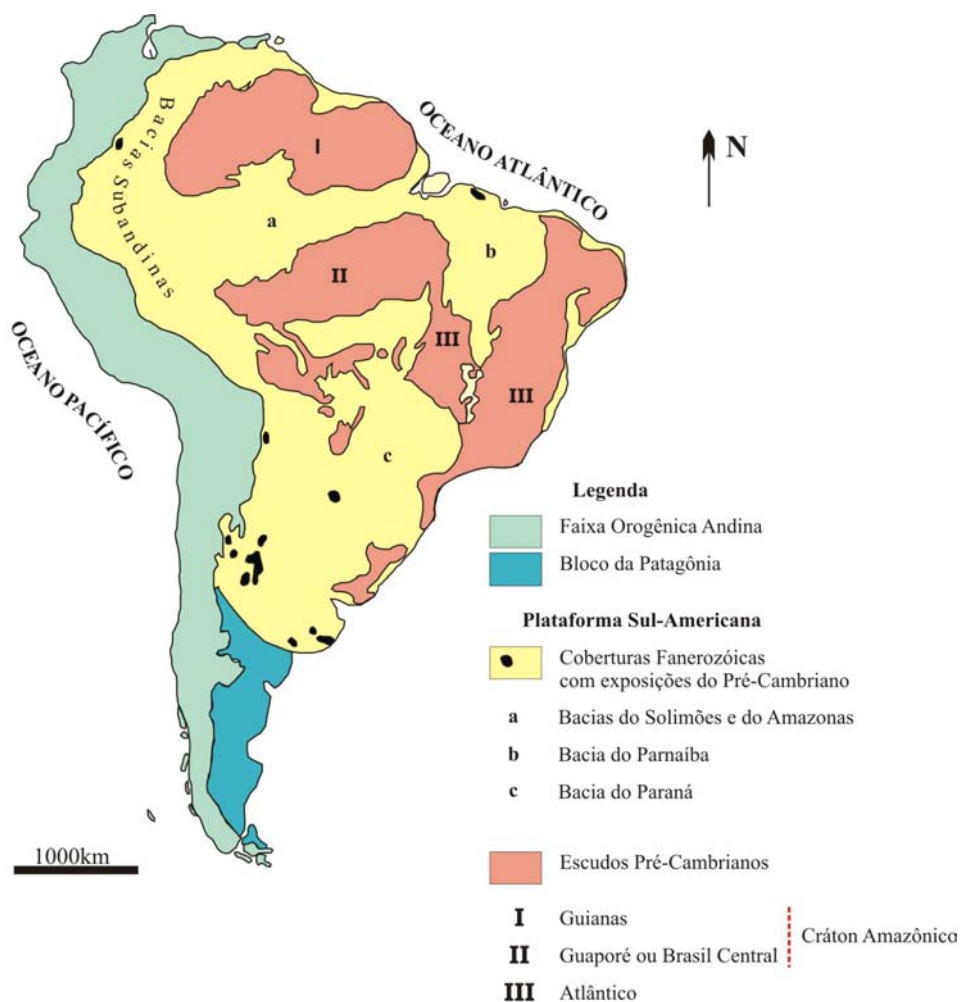 Bacias Subandinas
OCEANO ATLÂNTICO
N
I
a
b
II
III
III
OCEANO PACÍFICO
c
Legenda
Faixa Orogênica Andina
Bloco da Patagônia
Plataforma Sul-Americana
Coberturas Fanerozóicas
com exposições do Pré-Cambriano
a Bacias do Solimões e do Amazonas
b Bacia do Parnaíba
c Bacia do Paraná
1000km
Escudos Pré-Cambrianos
I Guianas
II Guaporé ou Brasil Central
Cráton Amazônico
III Atlântico